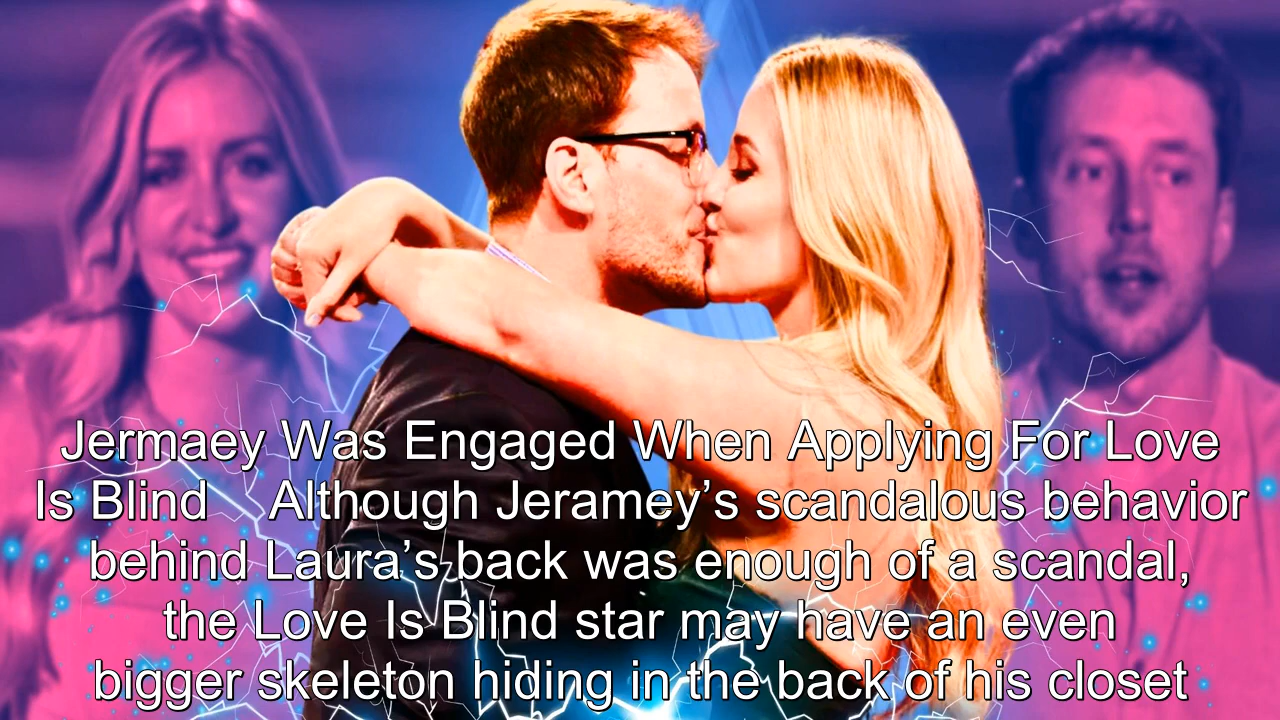 Jermaey Was Engaged When Applying For Love
Is Blind    Although Jeramey’s scandalous behavior
behind Laura’s back was enough of a scandal,
the Love Is Blind star may have an even
bigger skeleton hiding in the back of his closet